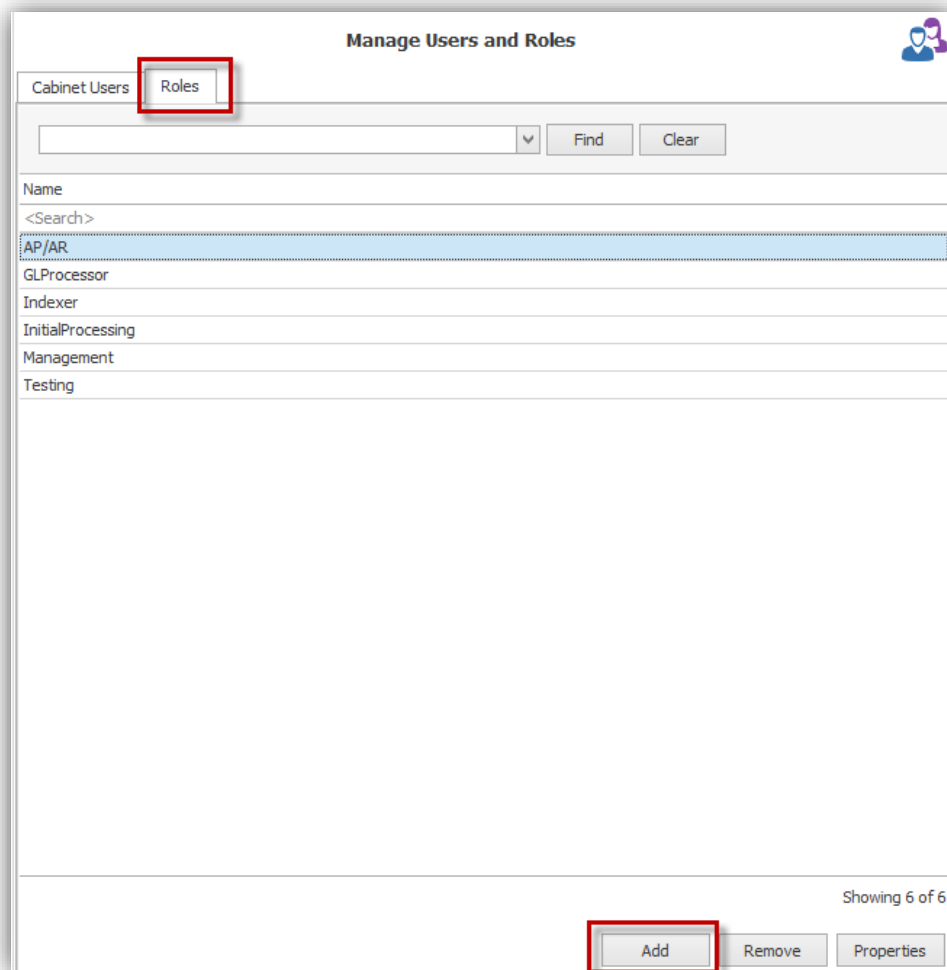 Manage Users and Roles
Cabinet Users Roles
Find Clear
Name
<Search>
AP/AR
GLProcessor
Indexer
InitialProcessing
Management
Testing
Showing 6 of 6
Add Remove Properties